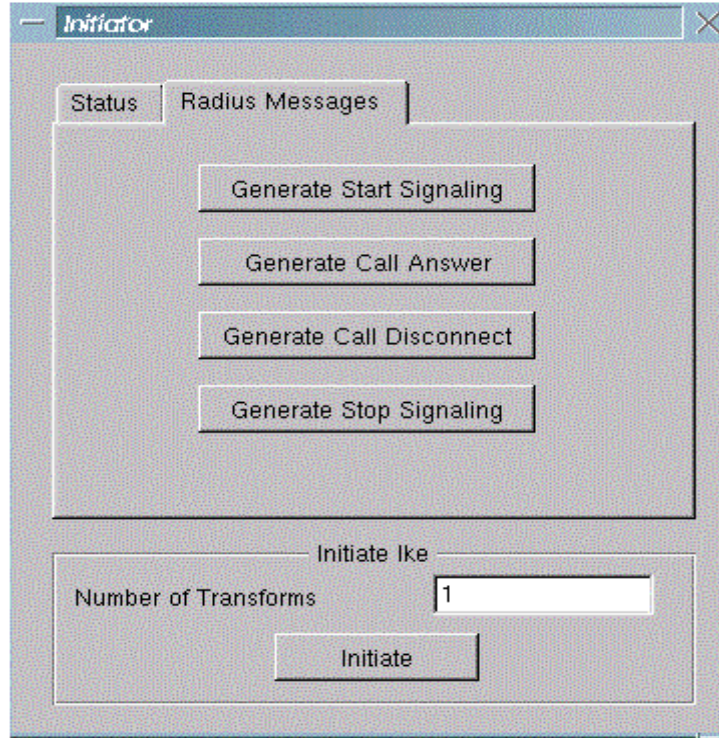 Initiator
Status Radius Messages
Generate Start Signaling
Generate Call Answer
Generate Call Disconnect
Generate Stop Signaling
Initiate Ike
Number of Transforms 1
Initiate